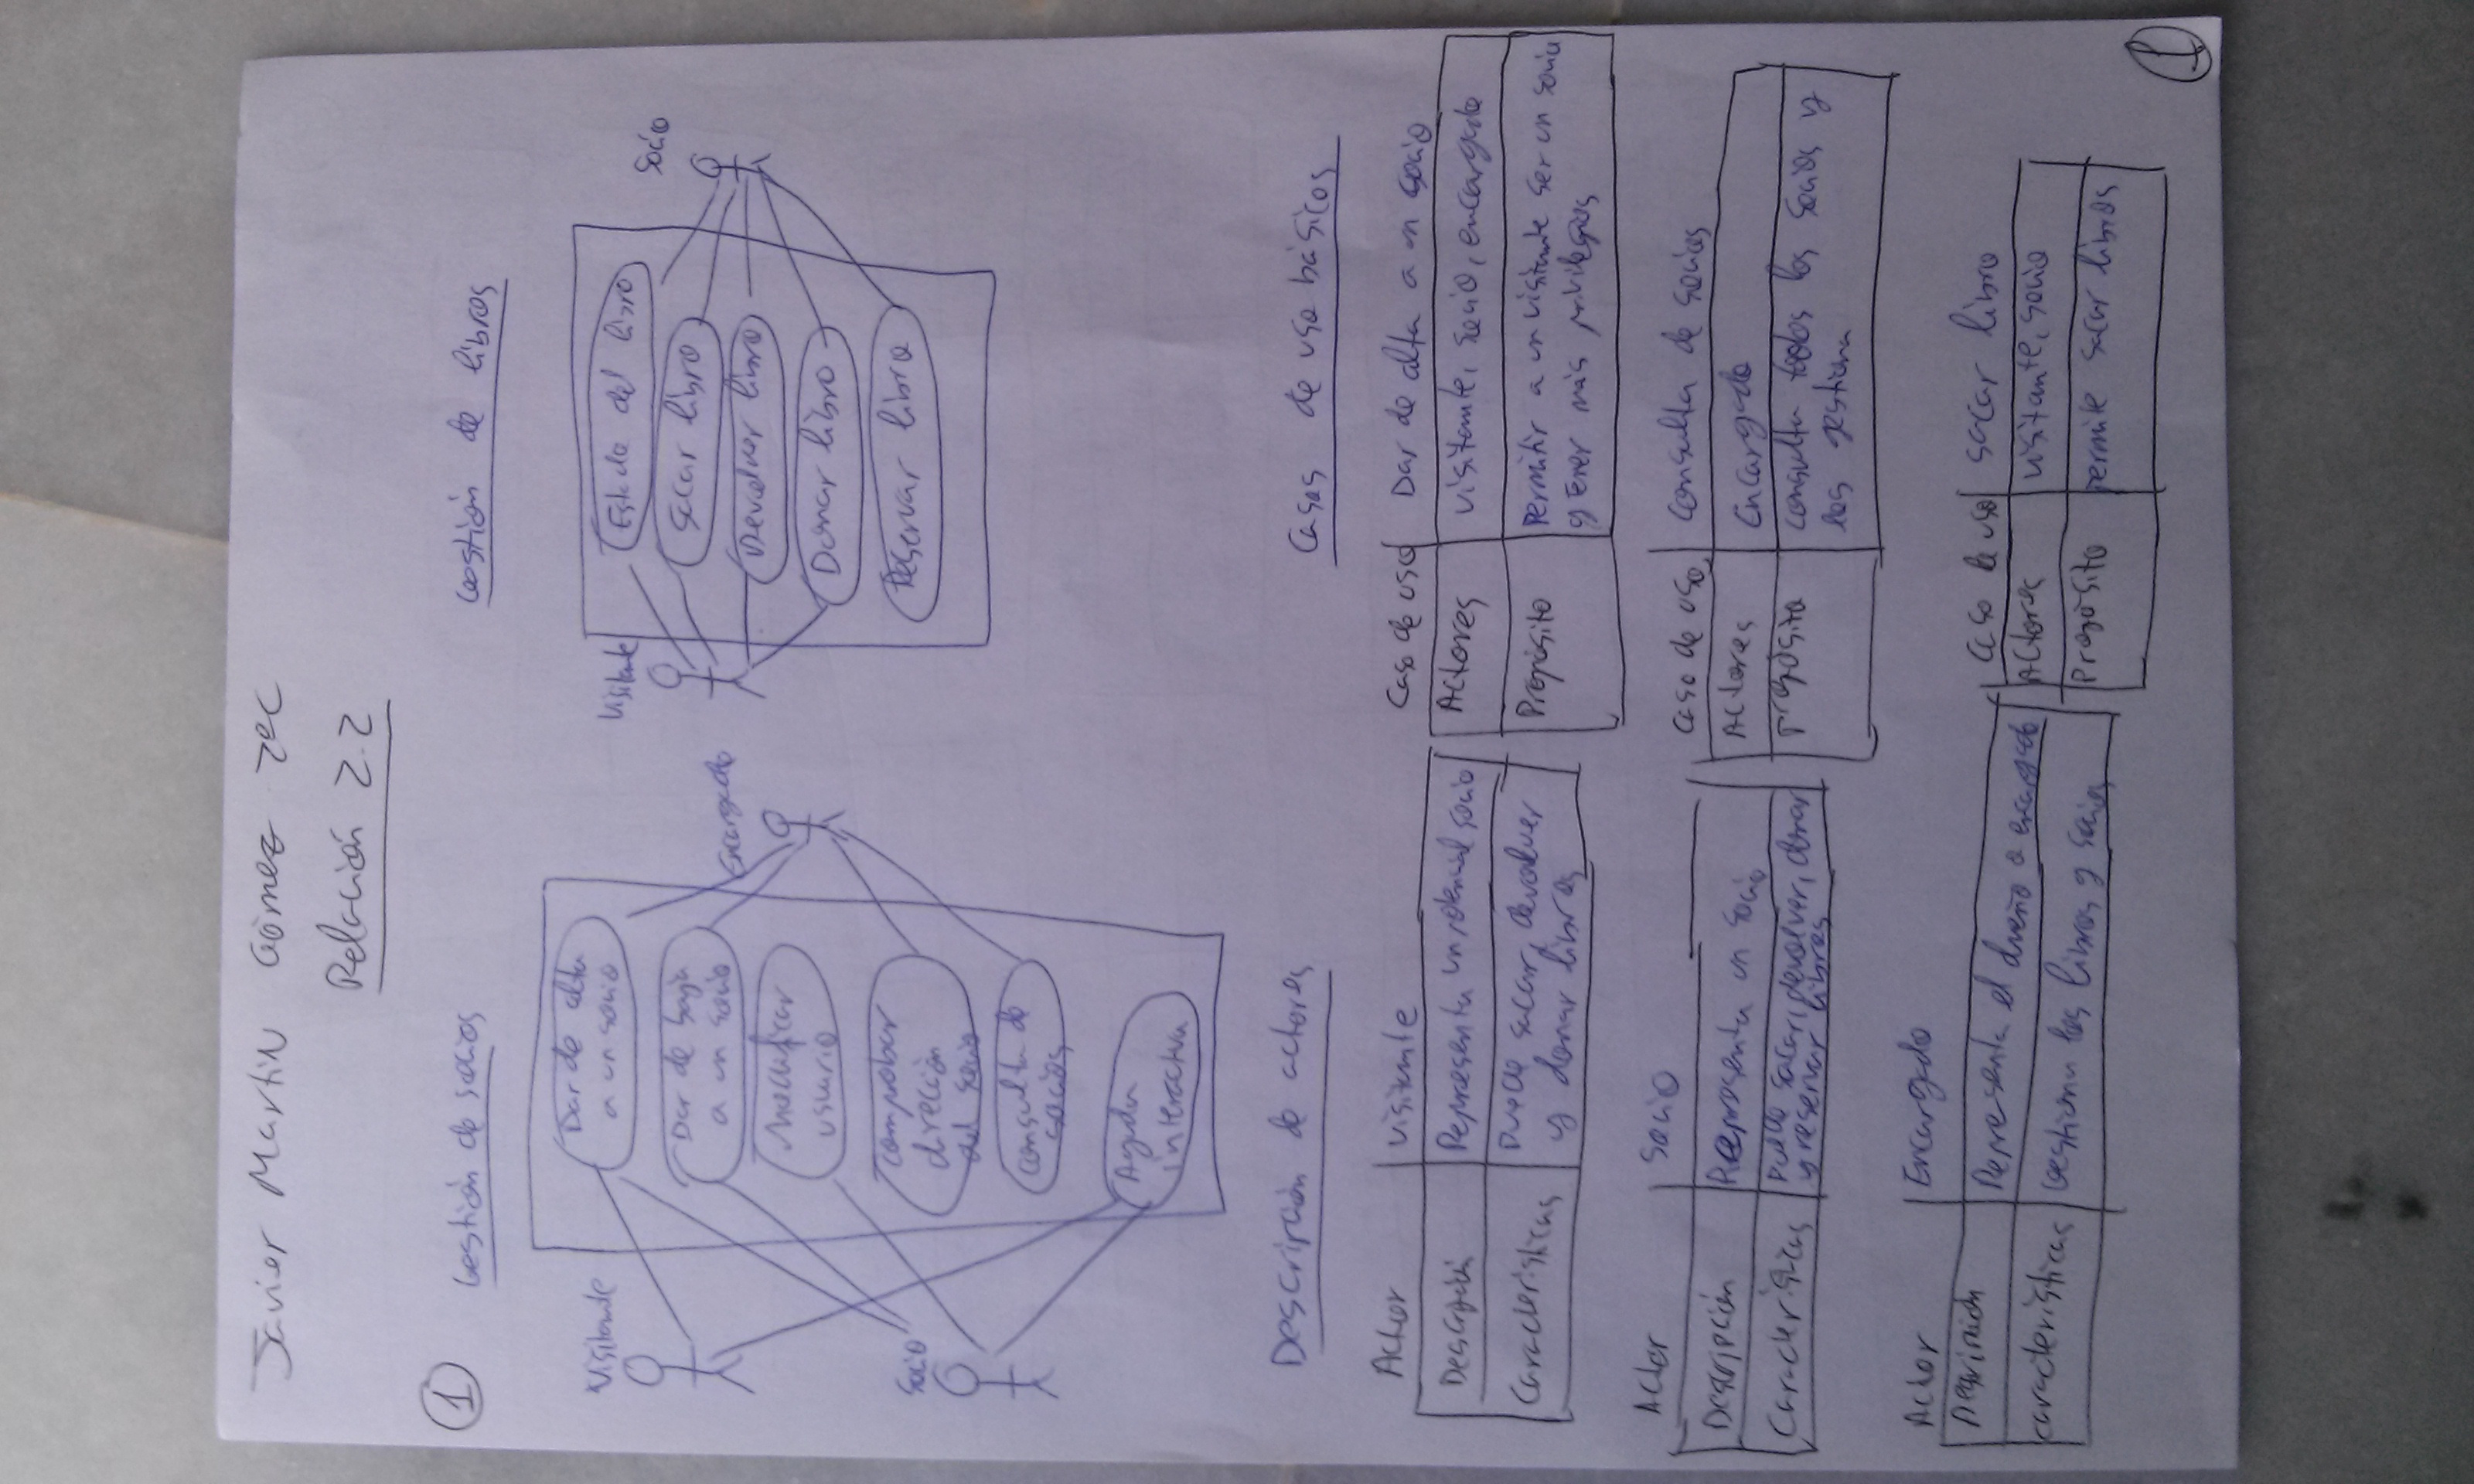 Javier Martin Gómez 2ºC
Relación 2.2
1
Gestión de socios
Visitante
Dar de alta
a un socio
Dar de baja
a un socio
Encargado
Modificar
usuario
Socio
comprobar
dirección
del socio
consulta de
socios
Ayuda
interactiva
Gestión de libros
Visitante
Estado del libro
Socio
Sacar libro
Devolver libro
Donar libro
Reservar libro
Descripción de actores
Actor visitante
Descripción Representa un potencial socio
Características Puede sacar, devolver
y donar libros
Actor Socio
Descripción Representa un socio
Características Puede sacar, devolver, donar
y reservar libros
Actor Encargado
Descripción Representa el dueño o encargado
características Gestiona los libros y socios
Casos de uso básicos
Caso de uso Dar de alta a un socio
Actores visitante, socio, encargado
Propósito Permitir a un visitante ser un socio
y tener más privilegios
Caso de uso consulta de socios
Actores Encargado
propósito consulta todos los socios y
los gestiona
Caso de uso sacar libro
Actores visitante, socio
Propósito permite sacar libros
1